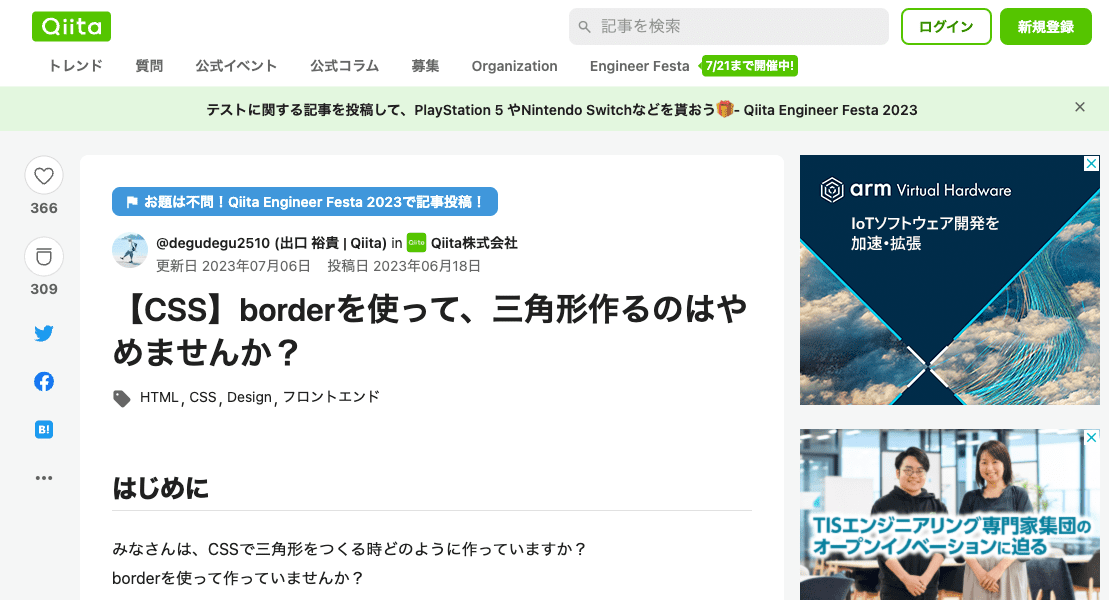 Qiita
記事を検索
ログイン
新規登録
トレンド 質問 公式イベント 公式コラム 募集 Organization Engineer Festa 7/21まで開催中!
テストに関する記事を投稿して、PlayStation 5 やNintendo Switchなどを貰おう🎁- Qiita Engineer Festa 2023
366
309
B!
お題は不問！Qiita Engineer Festa 2023で記事投稿！
@degudegu2510 (出口 裕貴 | Qiita) in Qiita Qiita株式会社
更新日 2023年07月06日 投稿日 2023年06月18日
【CSS】borderを使って、三角形作るのはや
めませんか？
HTML, CSS, Design, フロントエンド
はじめに
みなさんは、CSSで三角形をつくる時どのように作っていますか？
borderを使って作っていませんか？
arm Virtual Hardware
IoTソフトウェア開発を
加速・拡張
TISエンジニアリング専門家集団の
オープンイノベーションに迫る